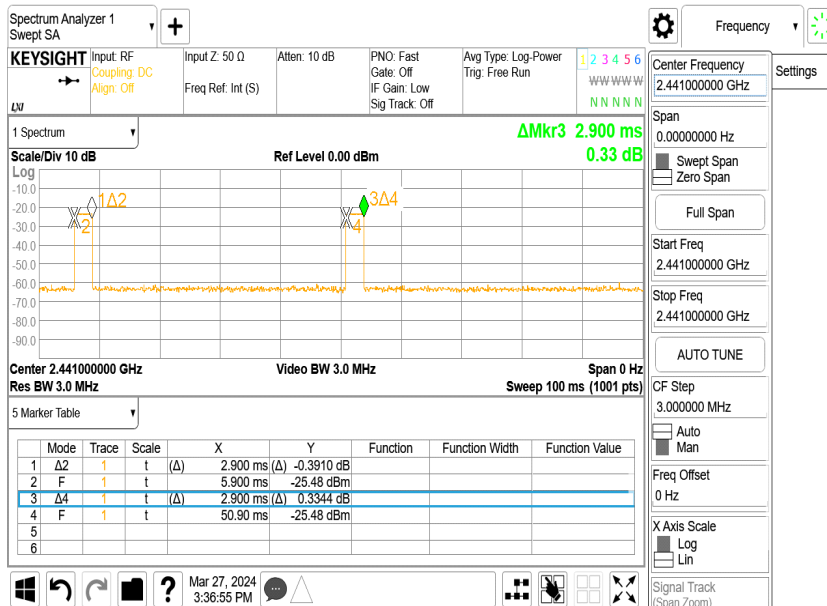 Spectrum Analyzer 1
Swept SA
+
Frequency
KEYSIGHT
Input: RF
Coupling: DC
Align: Off
Input Z: 50 Ω
Freq Ref: Int (S)
Atten: 10 dB
PNO: Fast
Gate: Off
IF Gain: Low
Sig Track: Off
Avg Type: Log-Power
Trig: Free Run
1 2 3 4 5 6
W W W W W W
N N N N N
LXI
1 Spectrum
ΔMkr3 2.900 ms
0.33 dB
Scale/Div 10 dB
Ref Level 0.00 dBm
Log
-10.0
-20.0
-30.0
-40.0
-50.0
-60.0
-70.0
-80.0
-90.0
1Δ2
2
3Δ4
4
Center 2.441000000 GHz
Video BW 3.0 MHz
Span 0 Hz
Res BW 3.0 MHz
Sweep 100 ms (1001 pts)
5 Marker Table
Mode Trace Scale X Y Function Function Width Function Value
1 Δ2 1 t (Δ) 2.900 ms (Δ) -0.3910 dB
2 F 1 t 5.900 ms -25.48 dBm
3 Δ4 1 t (Δ) 2.900 ms (Δ) 0.3344 dB
4 F 1 t 50.90 ms -25.48 dBm
5
6
Mar 27, 2024
3:36:55 PM
Center Frequency
2.441000000 GHz
Settings
Span
0.00000000 Hz
Swept Span
Zero Span
Full Span
Start Freq
2.441000000 GHz
Stop Freq
2.441000000 GHz
AUTO TUNE
CF Step
3.000000 MHz
Auto
Man
Freq Offset
0 Hz
X Axis Scale
Log
Lin
Signal Track
(Span Zoom)